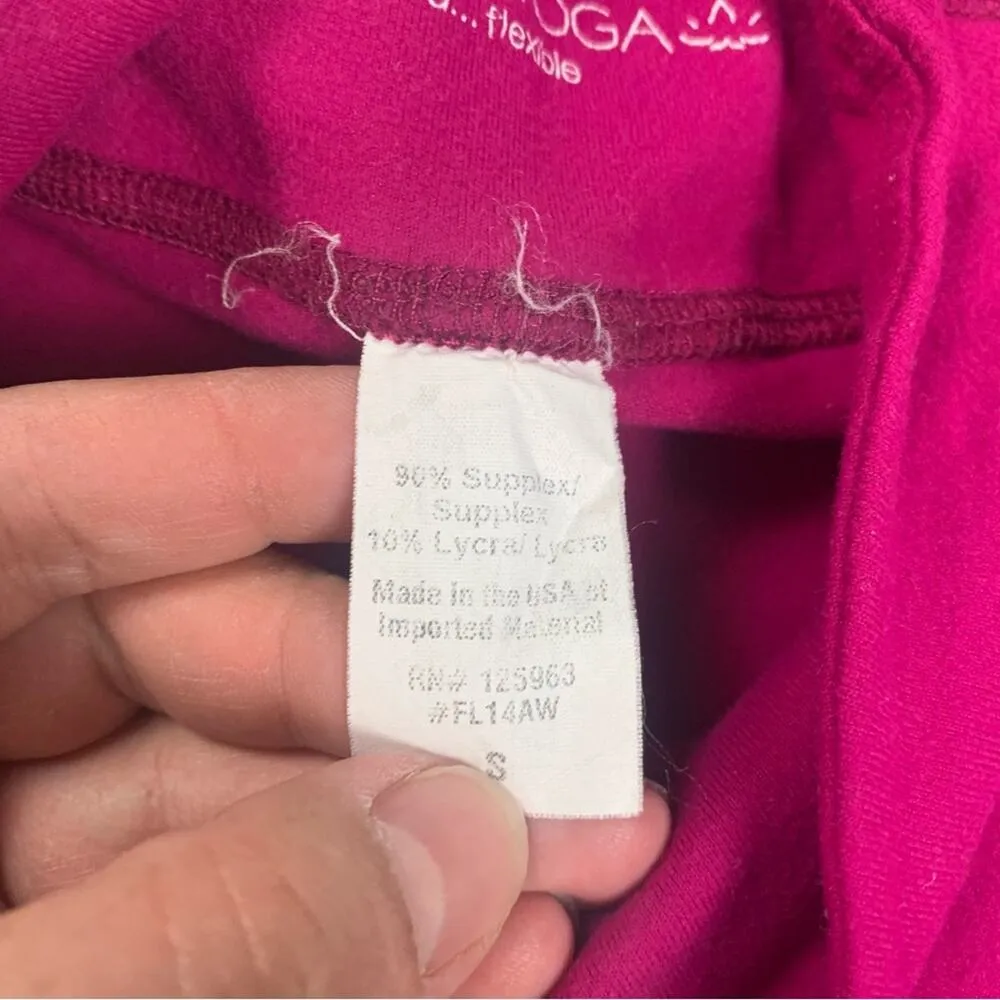 OGA
flexible
90% Supplex/
Supplex
10% Lycra/Lycra
Made in the USA of
Imported Material
RN# 125963
#FL14AW
S